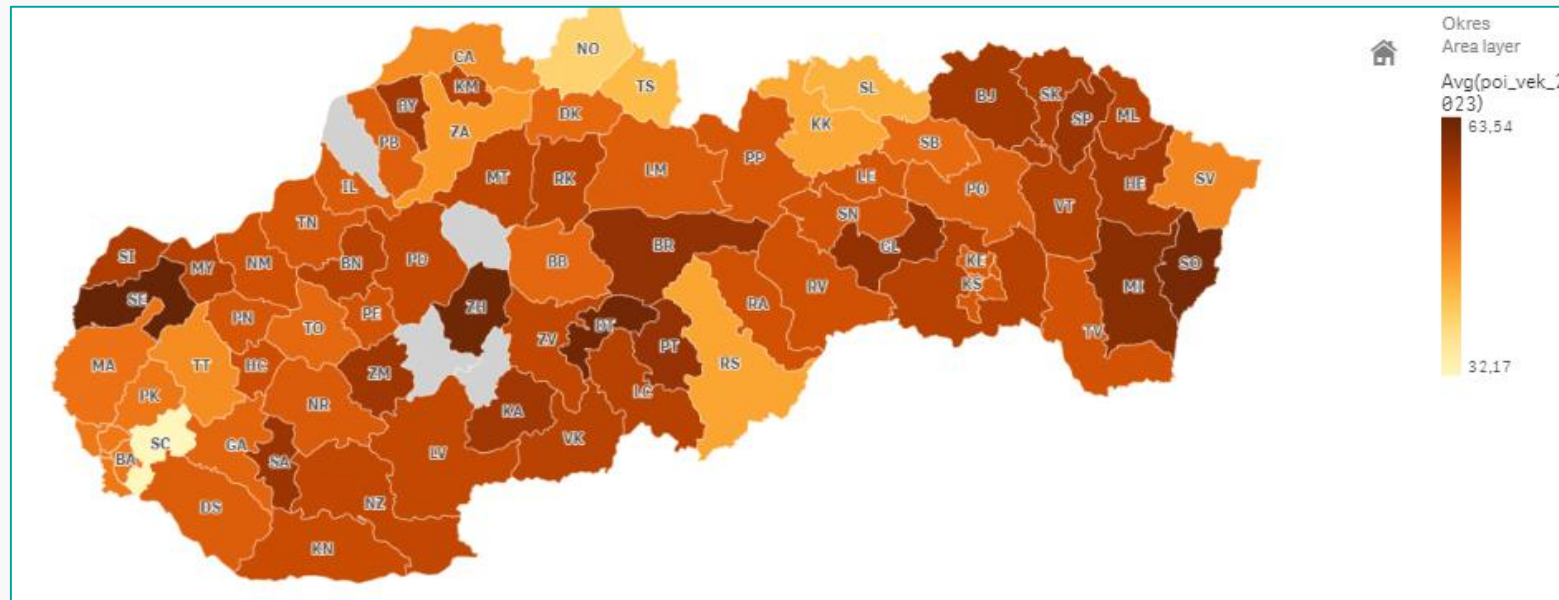 Okres
Area layer
Avg(poi_vek_2
023)
63,54
32,17
NO
CA
TS
KM
BY
SL
BJ
SK
SP
ML
DK
ZA
KK
PB
SB
SV
PP
MT
RK
LM
LE
PO
HE
IL
VT
SN
TN
BR
GL
SI
MY
NM
BN
PD
BB
KE
SO
SE
ZH
RA
RV
KS
MI
PN
TO
PE
DT
ZV
PT
TV
MA
TT
HC
ZM
RS
PK
NR
LC
KA
SC
GA
VK
BA
SA
LV
DS
NZ
KN